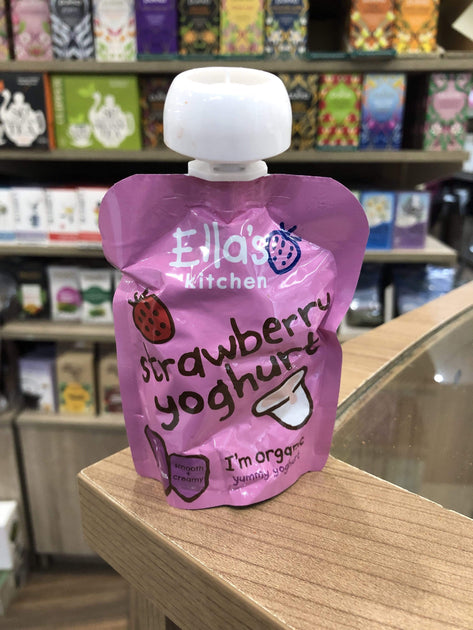 Ella's
kitchen
strawberry
yoghurt
I'm organic
yummy yoghurt
smooth
+
creamy